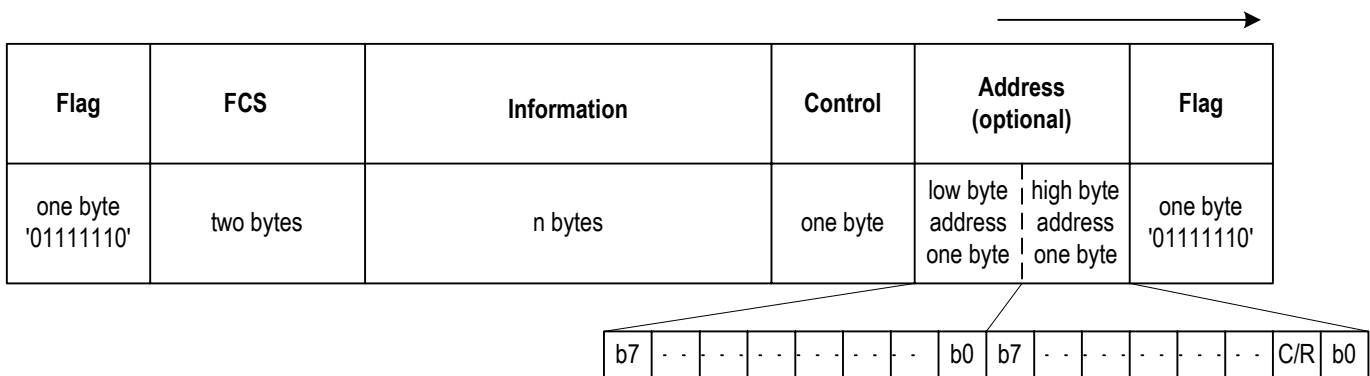 Flag
FCS
Information
Control
Address
(optional)
Flag
one byte
'01111110'
two bytes
n bytes
one byte
low byte
address
one byte
high byte
address
one byte
one byte
'01111110'
b7 - - - - - - - - - - - - b0 b7 - - - - - - - - - - C/R b0